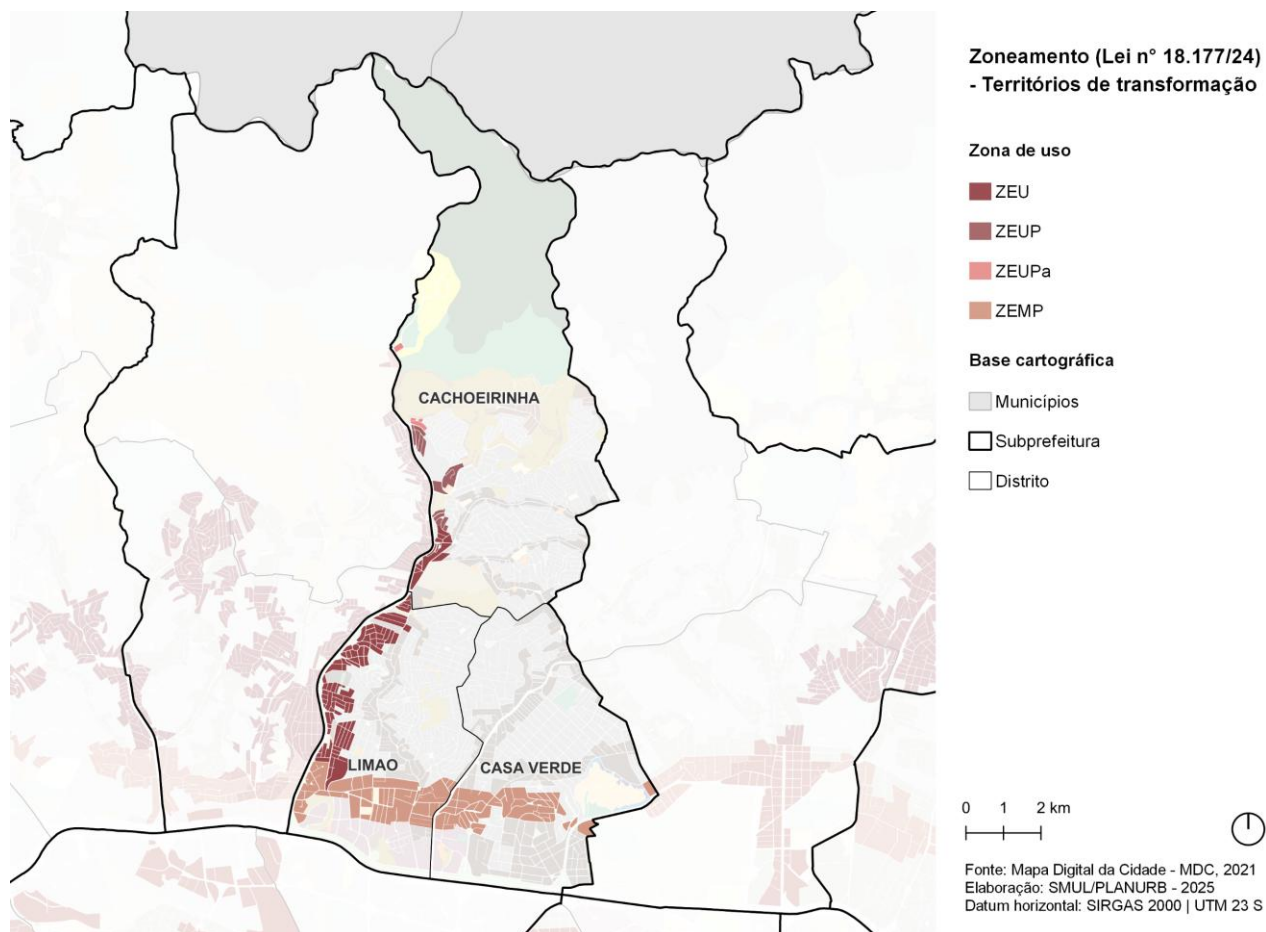 Zoneamento (Lei n° 18.177/24)
- Territórios de transformação
Zona de uso
ZEU
ZEUP
ZEUPa
ZEMP
Base cartográfica
Municípios
Subprefeitura
Distrito
CACHOEIRINHA
LIMAO
CASA VERDE
0 1 2 km
Fonte: Mapa Digital da Cidade - MDC, 2021
Elaboração: SMUL/PLANURB - 2025
Datum horizontal: SIRGAS 2000 | UTM 23 S